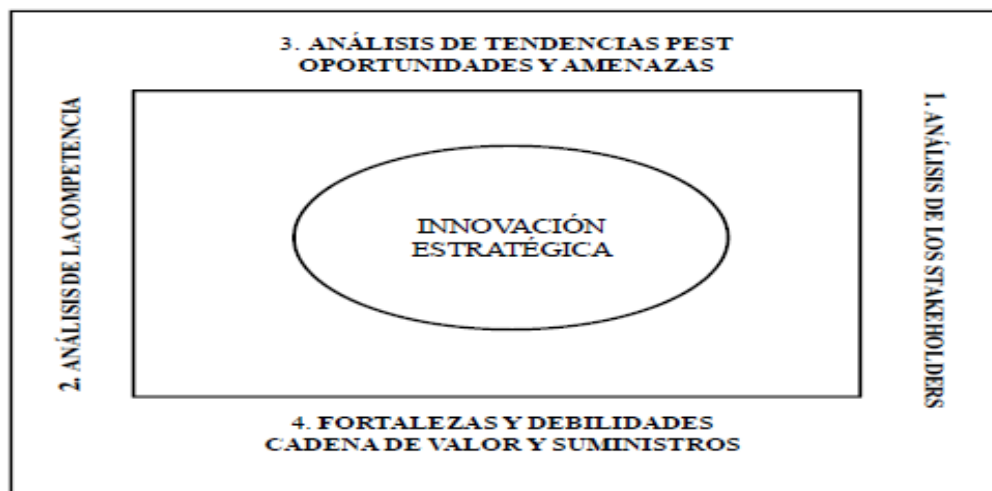 3. ANÁLISIS DE TENDENCIAS PEST
OPORTUNIDADES Y AMENAZAS
2. ANÁLISIS DE LA COMPETENCIA
INNOVACIÓN
ESTRATÉGICA
1. ANÁLISIS DE LOS STAKEHOLDERS
4. FORTALEZAS Y DEBILIDADES
CADENA DE VALOR Y SUMINISTROS